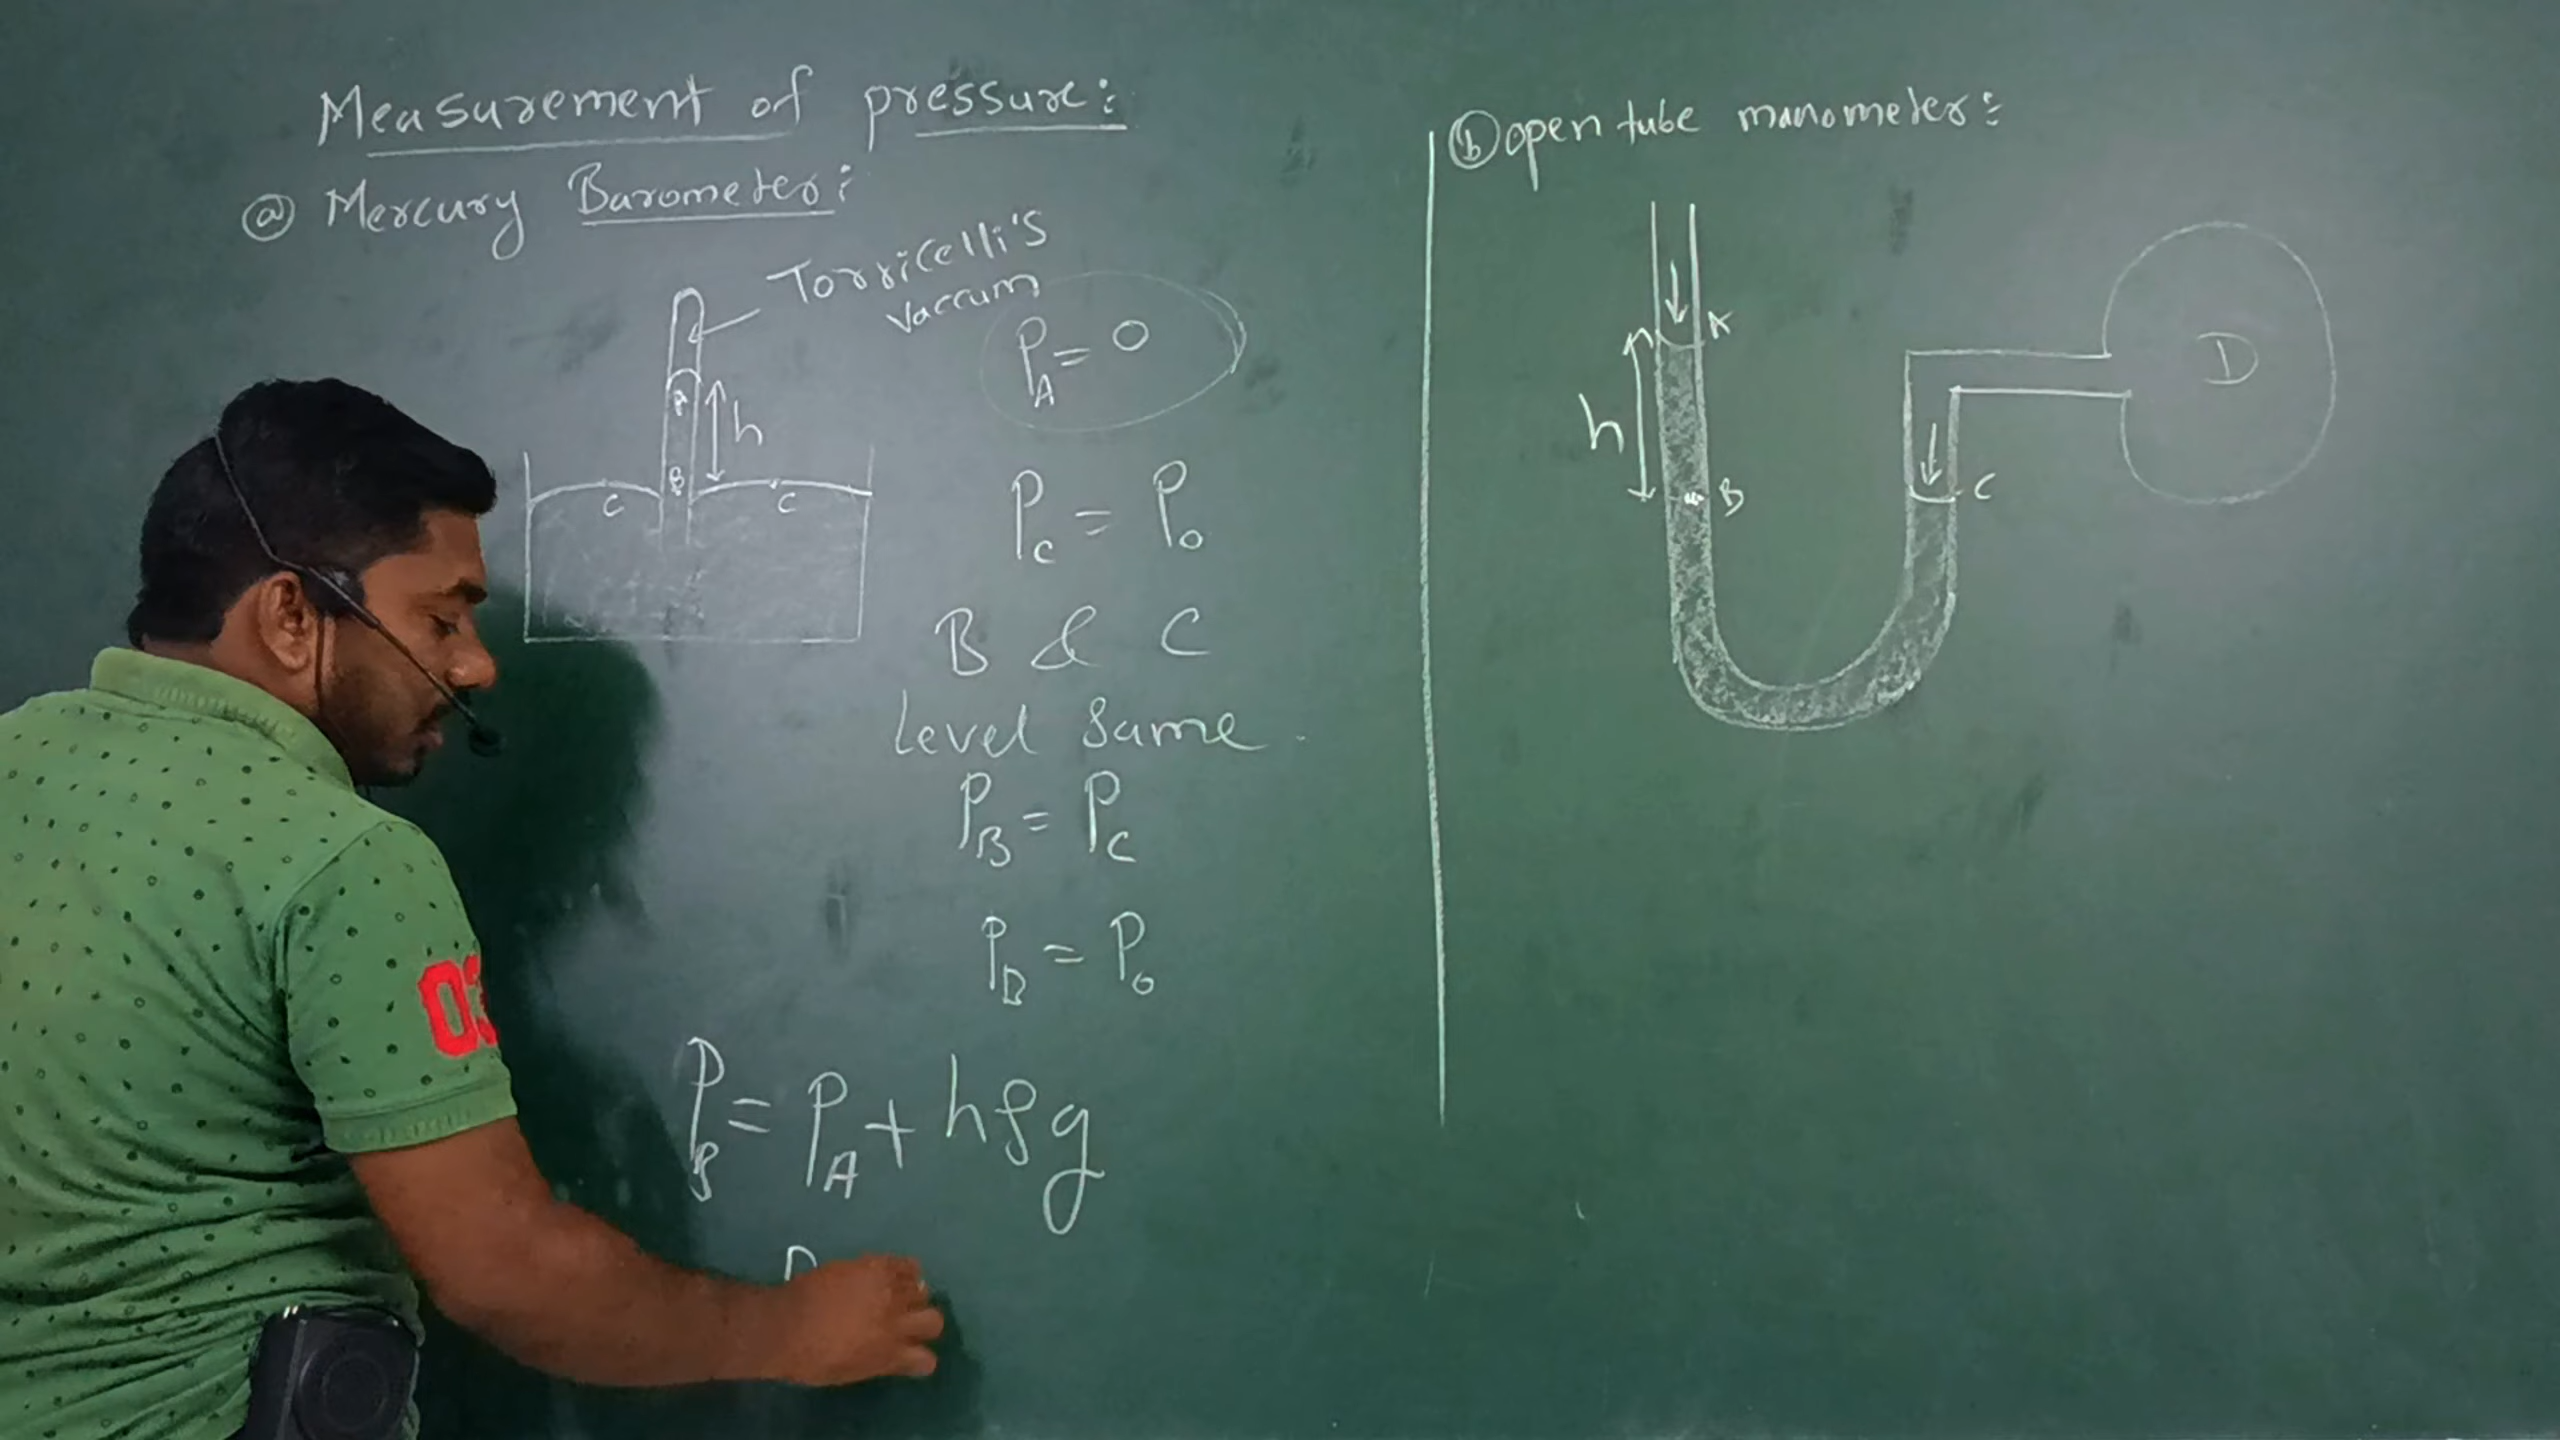 Measurement of pressure:
ⓐ Mercury Barometer:
Torricelli's
vaccum
P_A = 0
A
h
B
C
C
P_C = P_0
B & C
Level Same
P_B = P_C
P_B = P_0
P_B = P_A + hρg
ⓑ open tube manometer:
A
h
B
C
D
03